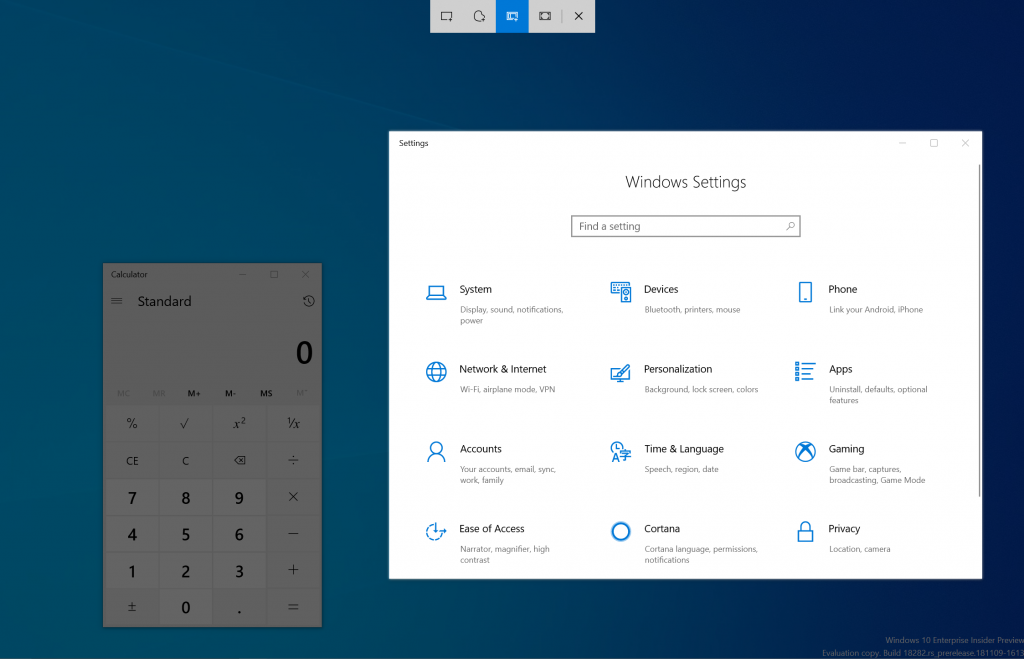 Settings
Windows Settings
Find a setting
System
Display, sound, notifications,
power
Devices
Bluetooth, printers, mouse
Phone
Link your Android, iPhone
Network & Internet
Wi-Fi, airplane mode, VPN
Personalization
Background, lock screen, colors
Apps
Uninstall, defaults, optional
features
Accounts
Your accounts, email, sync,
work, family
Time & Language
Speech, region, date
Gaming
Game bar, captures,
broadcasting, Game Mode
Ease of Access
Narrator, magnifier, high
contrast
Cortana
Cortana language, permissions,
notifications
Privacy
Location, camera
Calculator
Standard
0
MC MR M+ M- MS M˅
% √ x² ¹/x
CE C ÷
7 8 9 ×
4 5 6 −
1 2 3 +
± 0 . =
Windows 10 Enterprise Insider Preview
Evaluation copy. Build 18282.rs_prerelease.181109-1613